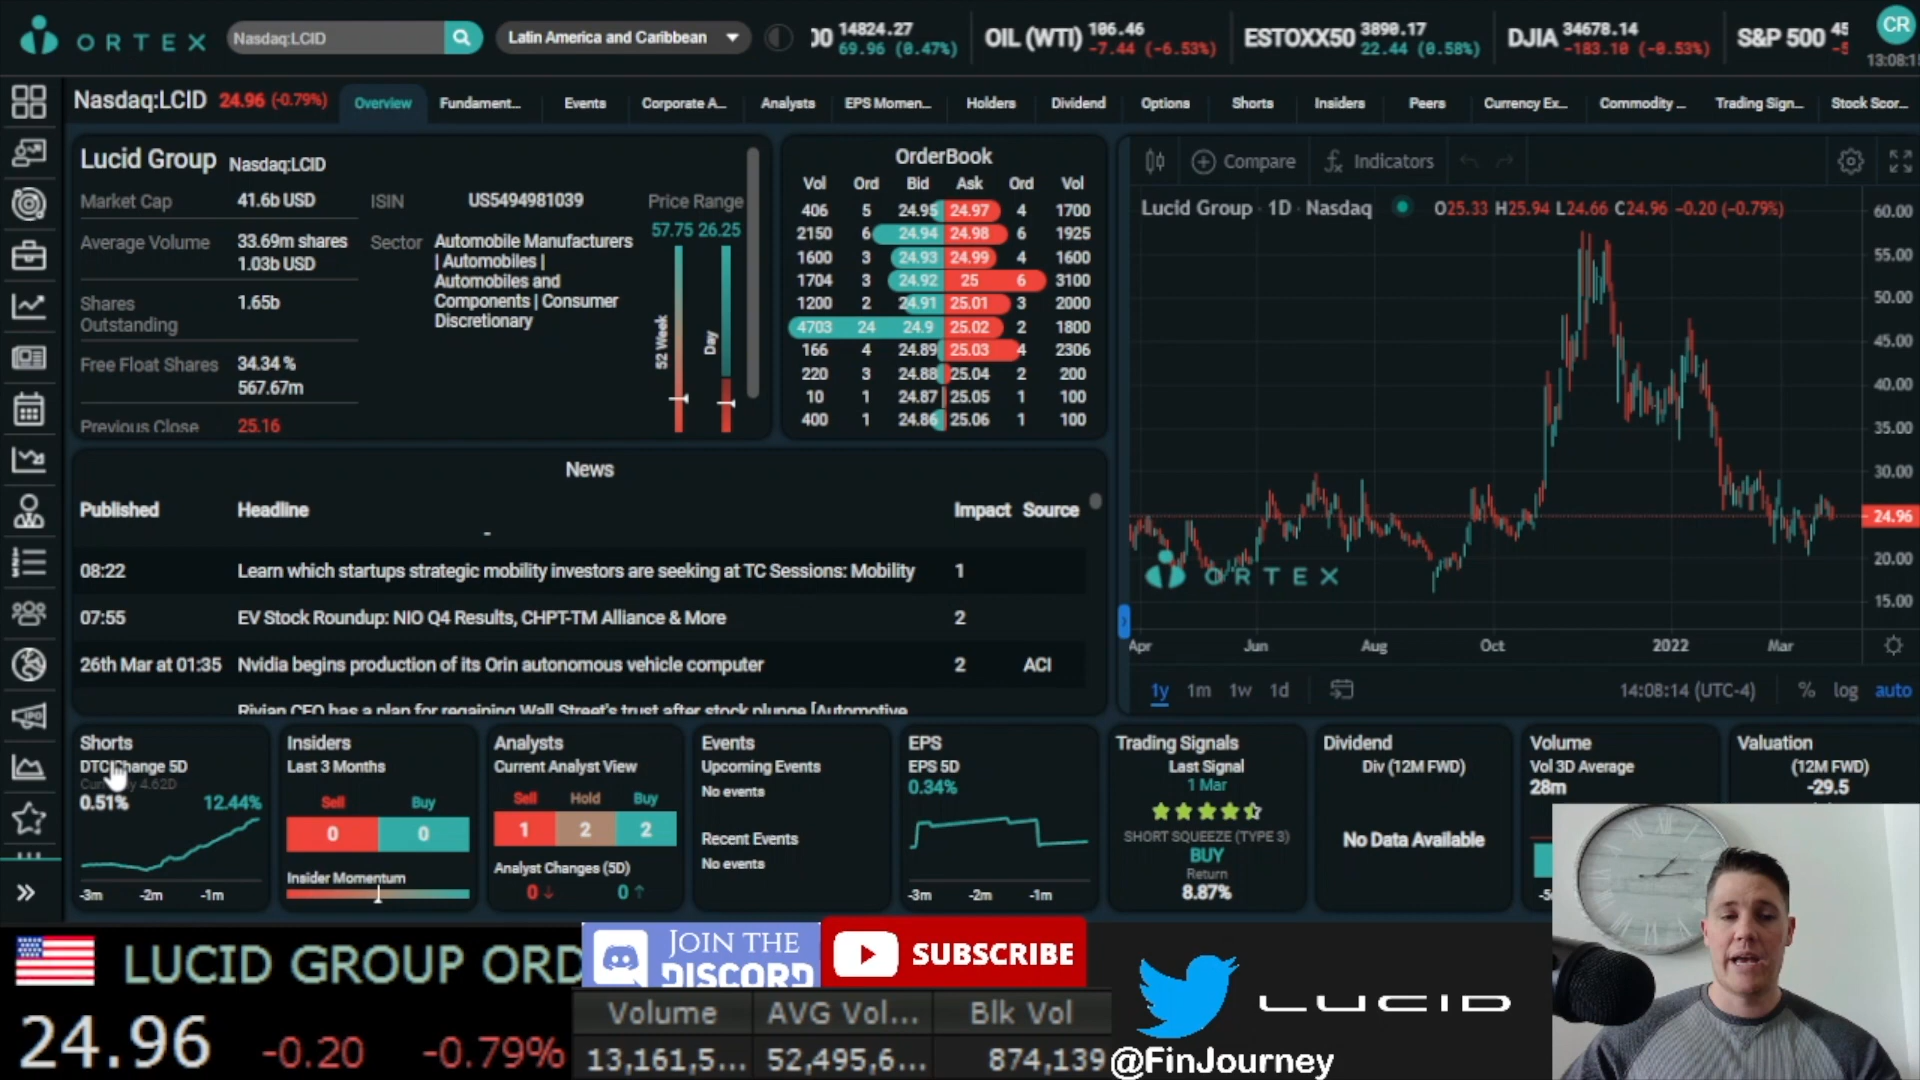 ORTEX
Nasdaq:LCID
Latin America and Caribbean
14824.27
69.96 (0.47%)
OIL (WTI) 106.46
-7.44 (-6.53%)
ESTOXX50 3890.17
22.44 (0.58%)
DJIA 34678.14
-183.10 (-0.53%)
S&P 500
CR
Nasdaq:LCID 24.96 (-0.79%)
Overview Fundament... Events Corporate A... Analysts EPS Momen... Holders Dividend Options Shorts Insiders Peers Currency Ex... Commodity ... Trading Sign... Stock Scor...
Lucid Group Nasdaq:LCID
Market Cap 41.6b USD
Average Volume 33.69m shares
1.03b USD
Shares Outstanding 1.65b
Free Float Shares 34.34 %
567.67m
Previous Close 25.16
ISIN US5494981039
Sector Automobile Manufacturers
| Automobiles |
Automobiles and
Components | Consumer
Discretionary
Price Range
57.75 26.25
52 Week
Day
OrderBook
Vol Ord Bid Ask Ord Vol
406 5 24.95 24.97 4 1700
2150 6 24.94 24.98 6 1925
1600 3 24.93 24.99 4 1600
1704 3 24.92 25 6 3100
1200 2 24.91 25.01 3 2000
4703 24 24.9 25.02 2 1800
166 4 24.89 25.03 4 2306
220 3 24.88 25.04 2 200
10 1 24.87 25.05 1 100
400 1 24.86 25.06 1 100
Compare Indicators
Lucid Group · 1D · Nasdaq O25.33 H25.94 L24.66 C24.96 -0.20 (-0.79%)
60.00
55.00
50.00
45.00
40.00
35.00
30.00
24.96
20.00
15.00
ORTEX
Apr Jun Aug Oct 2022 Mar
1y 1m 1w 1d
14:08:14 (UTC-4) % log auto
News
Published Headline Impact Source
-
08:22 Learn which startups strategic mobility investors are seeking at TC Sessions: Mobility 1
07:55 EV Stock Roundup: NIO Q4 Results, CHPT-TM Alliance & More 2
26th Mar at 01:35 Nvidia begins production of its Orin autonomous vehicle computer 2 ACI
Rivian CEO has a plan for regaining Wall Street's trust after stock plunge [Automotive
Shorts
DTC Change 5D
4.62D
0.51% 12.44%
-3m -2m -1m
Insiders
Last 3 Months
Sell Buy
0 0
Insider Momentum
Analysts
Current Analyst View
Sell Hold Buy
1 2 2
Analyst Changes (5D)
0↓ 0↑
Events
Upcoming Events
No events
Recent Events
No events
EPS
EPS 5D
0.34%
-3m -2m -1m
Trading Signals
Last Signal
1 Mar
SHORT SQUEEZE (TYPE 3)
BUY
Return
8.87%
Dividend
Div (12M FWD)
No Data Available
Volume
Vol 3D Average
28m
Valuation
(12M FWD)
-29.5
LUCID GROUP ORD
24.96 -0.20 -0.79%
JOIN THE
DISCORD
SUBSCRIBE
Volume AVG Vol... Blk Vol
13,161,5... 52,495,6... 874,139
@FinJourney
LUCID